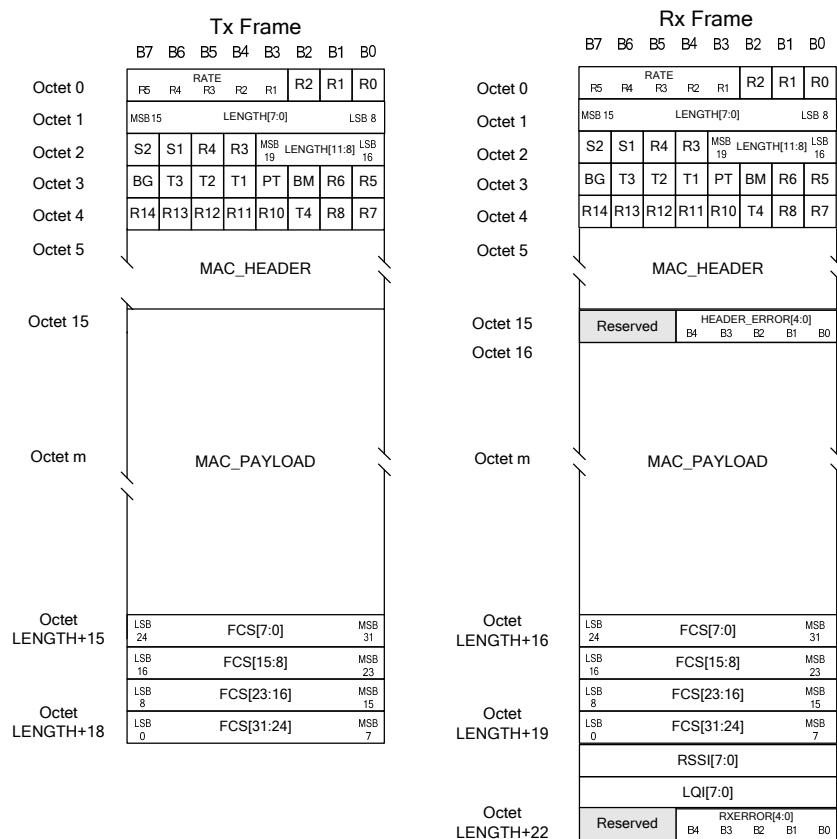 Tx Frame
B7 B6 B5 B4 B3 B2 B1 B0
Octet 0
RATE
R5 R4 R3 R2 R1
R2 R1 R0
Octet 1
MSB 15 LENGTH[7:0] LSB 8
Octet 2
S2 S1 R4 R3 MSB 19 LENGTH[11:8] LSB 16
Octet 3
BG T3 T2 T1 PT BM R6 R5
Octet 4
R14 R13 R12 R11 R10 T4 R8 R7
Octet 5
MAC_HEADER
Octet 15
Octet m
MAC_PAYLOAD
Octet LENGTH+15
LSB 24 FCS[7:0] MSB 31
LSB 16 FCS[15:8] MSB 23
LSB 8 FCS[23:16] MSB 15
Octet LENGTH+18
LSB 0 FCS[31:24] MSB 7
Rx Frame
B7 B6 B5 B4 B3 B2 B1 B0
Octet 0
RATE
R5 R4 R3 R2 R1
R2 R1 R0
Octet 1
MSB 15 LENGTH[7:0] LSB 8
Octet 2
S2 S1 R4 R3 MSB 19 LENGTH[11:8] LSB 16
Octet 3
BG T3 T2 T1 PT BM R6 R5
Octet 4
R14 R13 R12 R11 R10 T4 R8 R7
Octet 5
MAC_HEADER
Octet 15
Reserved
HEADER_ERROR[4:0]
B4 B3 B2 B1 B0
Octet 16
Octet m
MAC_PAYLOAD
Octet LENGTH+16
LSB 24 FCS[7:0] MSB 31
LSB 16 FCS[15:8] MSB 23
LSB 8 FCS[23:16] MSB 15
Octet LENGTH+19
LSB 0 FCS[31:24] MSB 7
RSSI[7:0]
LQI[7:0]
Octet LENGTH+22
Reserved
RXERROR[4:0]
B4 B3 B2 B1 B0